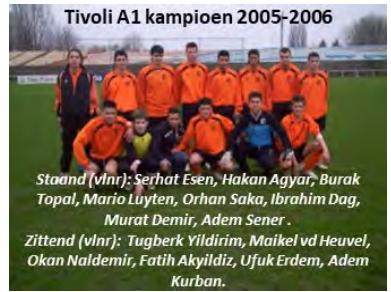 Tivoli A1 kampioen 2005-2006
Staand (vlnr): Serhat Esen, Hakan Agyar, Burak
Topal, Mario Luyten, Orhan Saka, Ibrahim Dag,
Murat Demir, Adem Sener .
Zittend (vlnr): Tugberk Yildirim, Maikel vd Heuvel,
Okan Naldemir, Fatih Akyildiz, Ufuk Erdem, Adem
Kurban.